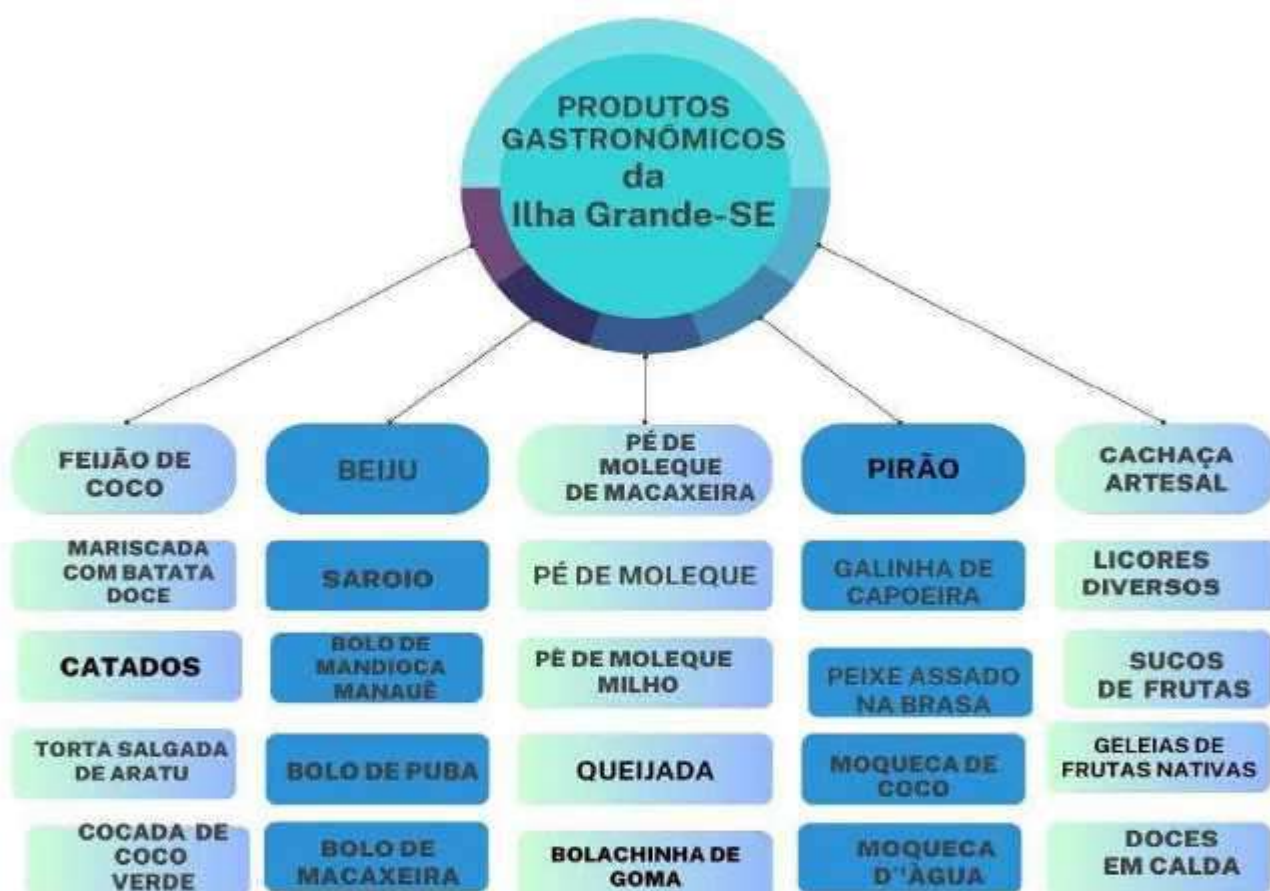 PRODUTOS
GASTRONÔMICOS
da
Ilha Grande-SE
FEIJÃO DE
COCO
MARISCADA
COM BATATA
DOCE
CATADOS
TORTA SALGADA
DE ARATU
COCADA DE
COCO
VERDE
BEIJU
SAROIO
BOLO DE
MANDIOCA
MANAUÊ
BOLO DE PUBA
BOLO DE
MACAXEIRA
PÉ DE
MOLEQUE
DE MACAXEIRA
PÉ DE MOLEQUE
PÉ DE MOLEQUE
MILHO
QUEIJADA
BOLACHINHA DE
GOMA
PIRÃO
GALINHA DE
CAPOEIRA
PEIXE ASSADO
NA BRASA
MOQUECA DE
COCO
MOQUECA
D''ÀGUA
CACHAÇA
ARTESAL
LICORES
DIVERSOS
SUCOS
DE FRUTAS
GELEIAS DE
FRUTAS NATIVAS
DOCES
EM CALDA